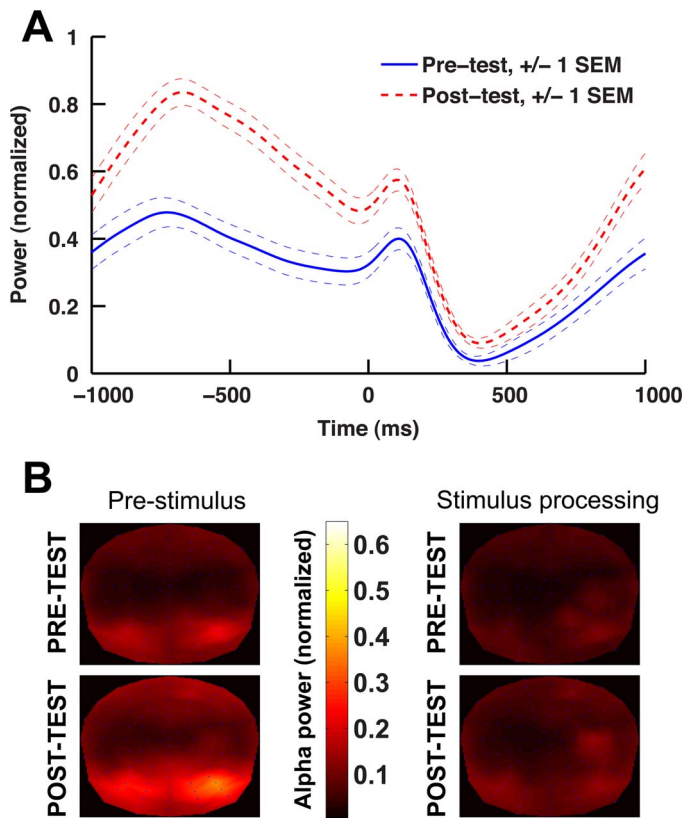 A
Power (normalized)
1
0.8
0.6
0.4
0.2
0
Pre–test, +/− 1 SEM
Post–test, +/− 1 SEM
−1000
−500
0
500
1000
Time (ms)
B
Pre-stimulus
Stimulus processing
PRE-TEST
POST-TEST
Alpha power (normalized)
0.6
0.5
0.4
0.3
0.2
0.1
PRE-TEST
POST-TEST